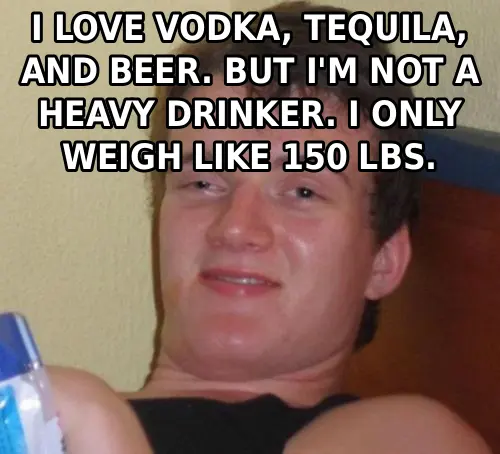 I LOVE VODKA, TEQUILA,
AND BEER. BUT I'M NOT A
HEAVY DRINKER. I ONLY
WEIGH LIKE 150 LBS.